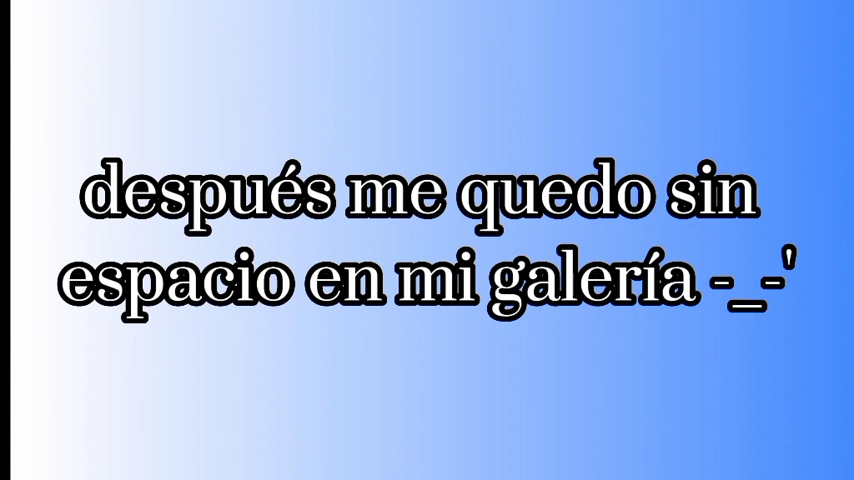 después me quedo sin
espacio en mi galería -_-'